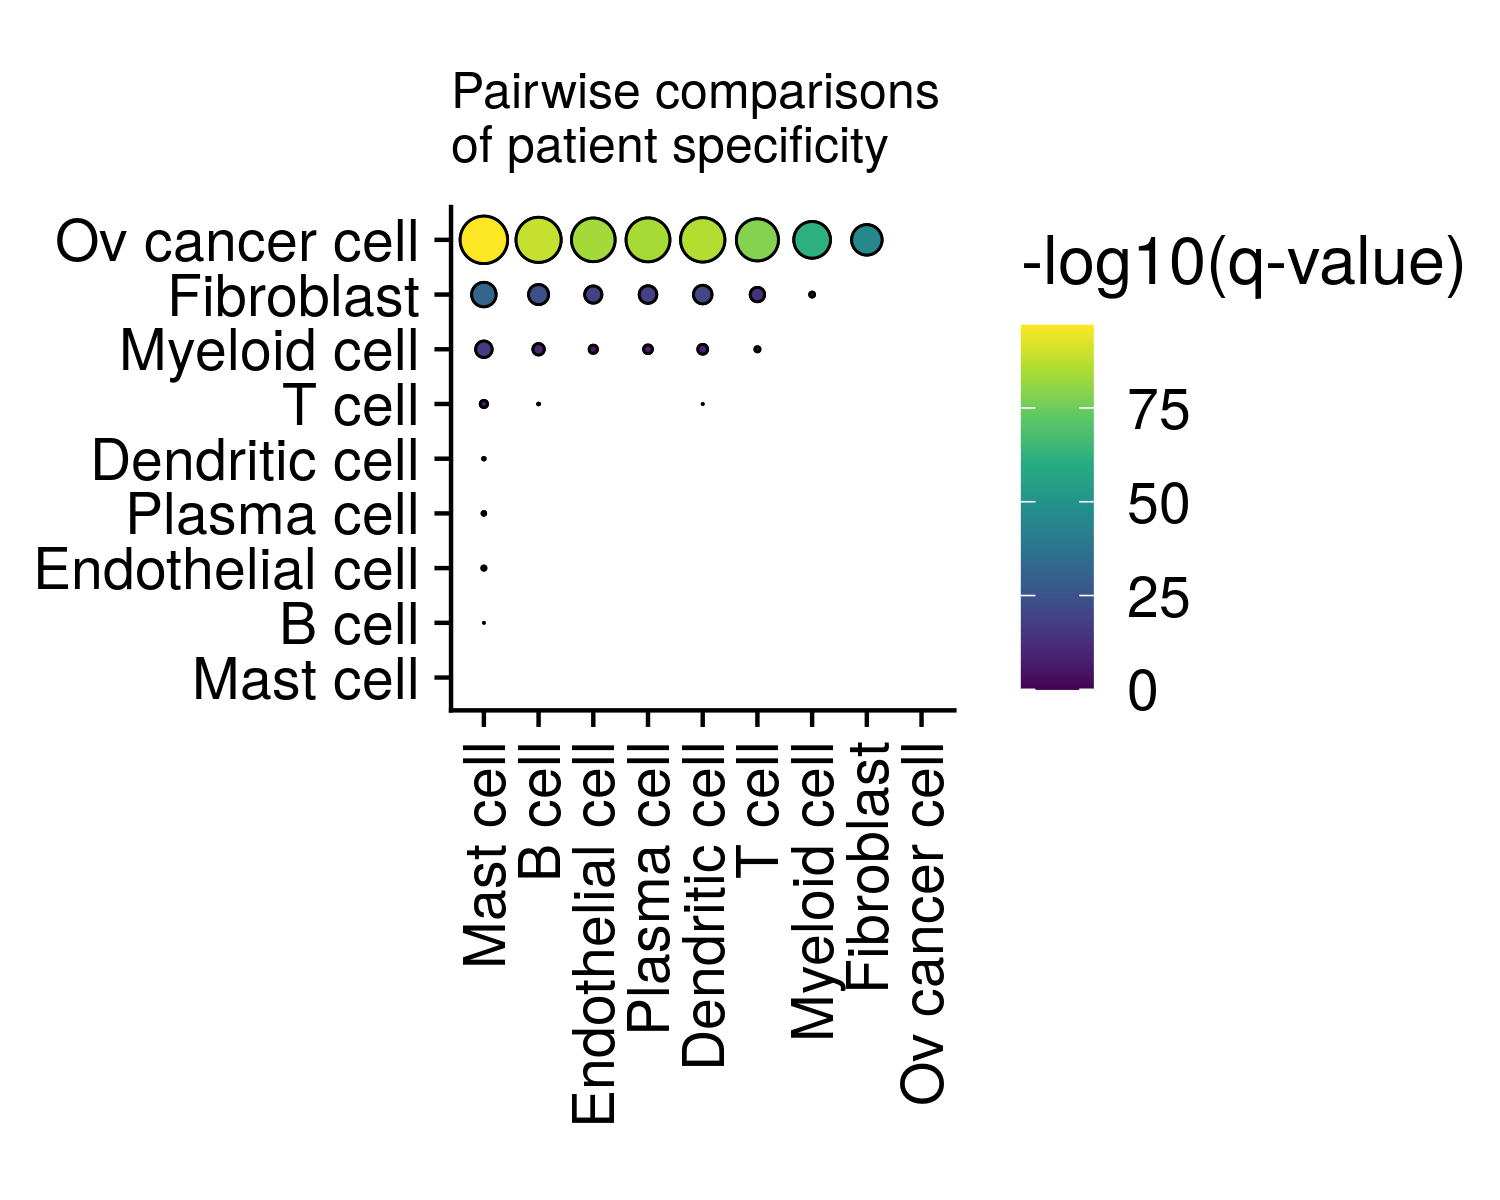 Pairwise comparisons
of patient specificity
Ov cancer cell
Fibroblast
Myeloid cell
T cell
Dendritic cell
Plasma cell
Endothelial cell
B cell
Mast cell
Mast cell
B cell
Endothelial cell
Plasma cell
Dendritic cell
T cell
Myeloid cell
Fibroblast
Ov cancer cell
-log10(q-value)
75
50
25
0